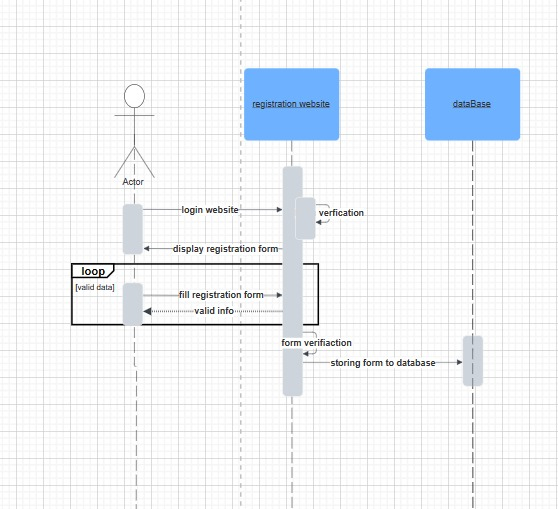 registration website
dataBase
Actor
login website
verfication
display registration form
loop
[valid data]
fill registration form
valid info
form verifiaction
storing form to database